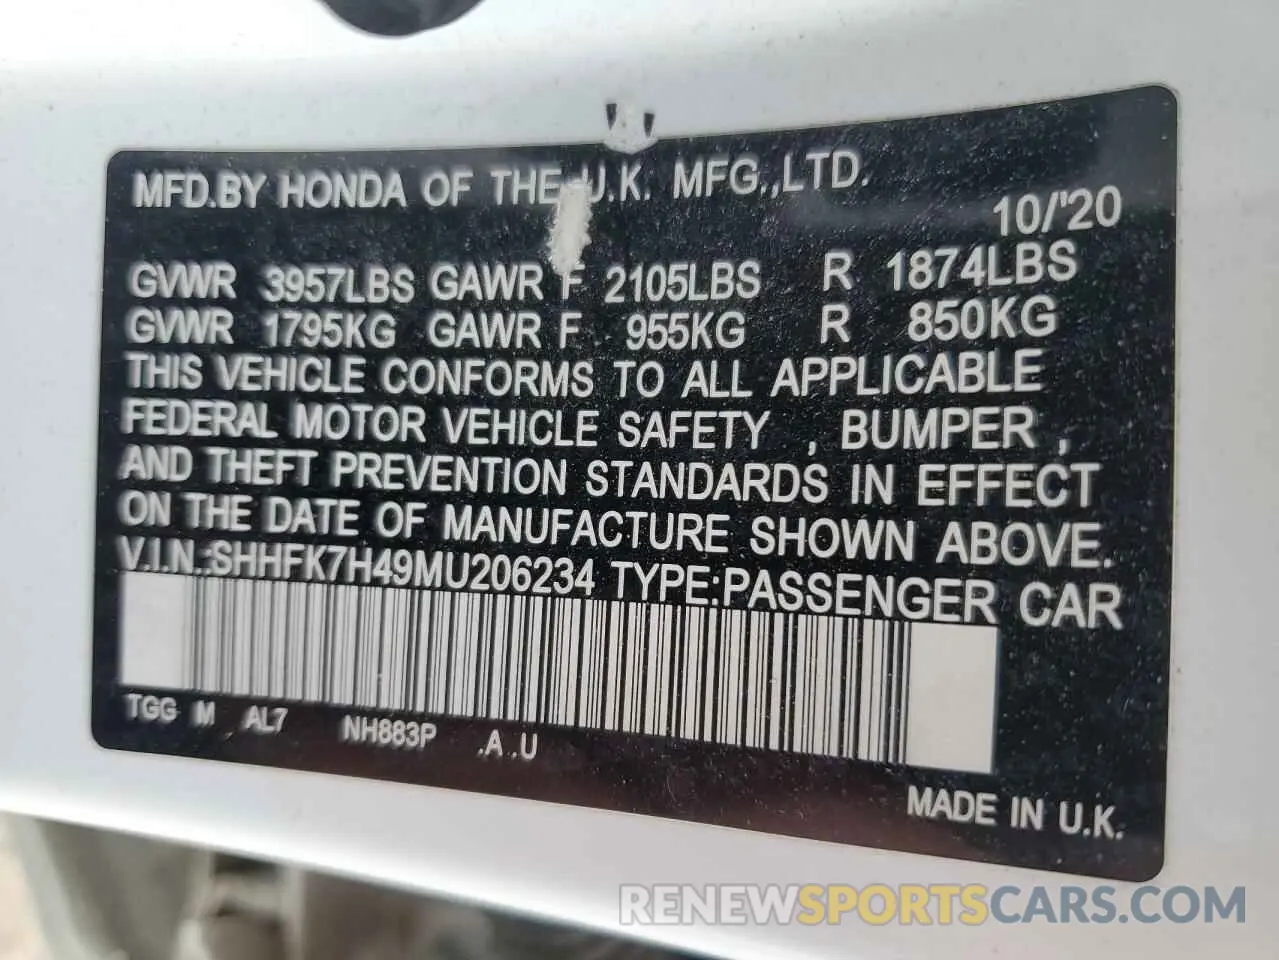 MFD.BY HONDA OF THE U.K. MFG.,LTD.
10/'20
GVWR 3957LBS GAWR F 2105LBS R 1874LBS
GVWR 1795KG GAWR F 955KG R 850KG
THIS VEHICLE CONFORMS TO ALL APPLICABLE
FEDERAL MOTOR VEHICLE SAFETY , BUMPER ,
AND THEFT PREVENTION STANDARDS IN EFFECT
ON THE DATE OF MANUFACTURE SHOWN ABOVE.
V.I.N.:SHHFK7H49MU206234 TYPE:PASSENGER CAR
TGG M AL7 NH883P .A .U
MADE IN U.K.
RENEWSPORTSCARS.COM